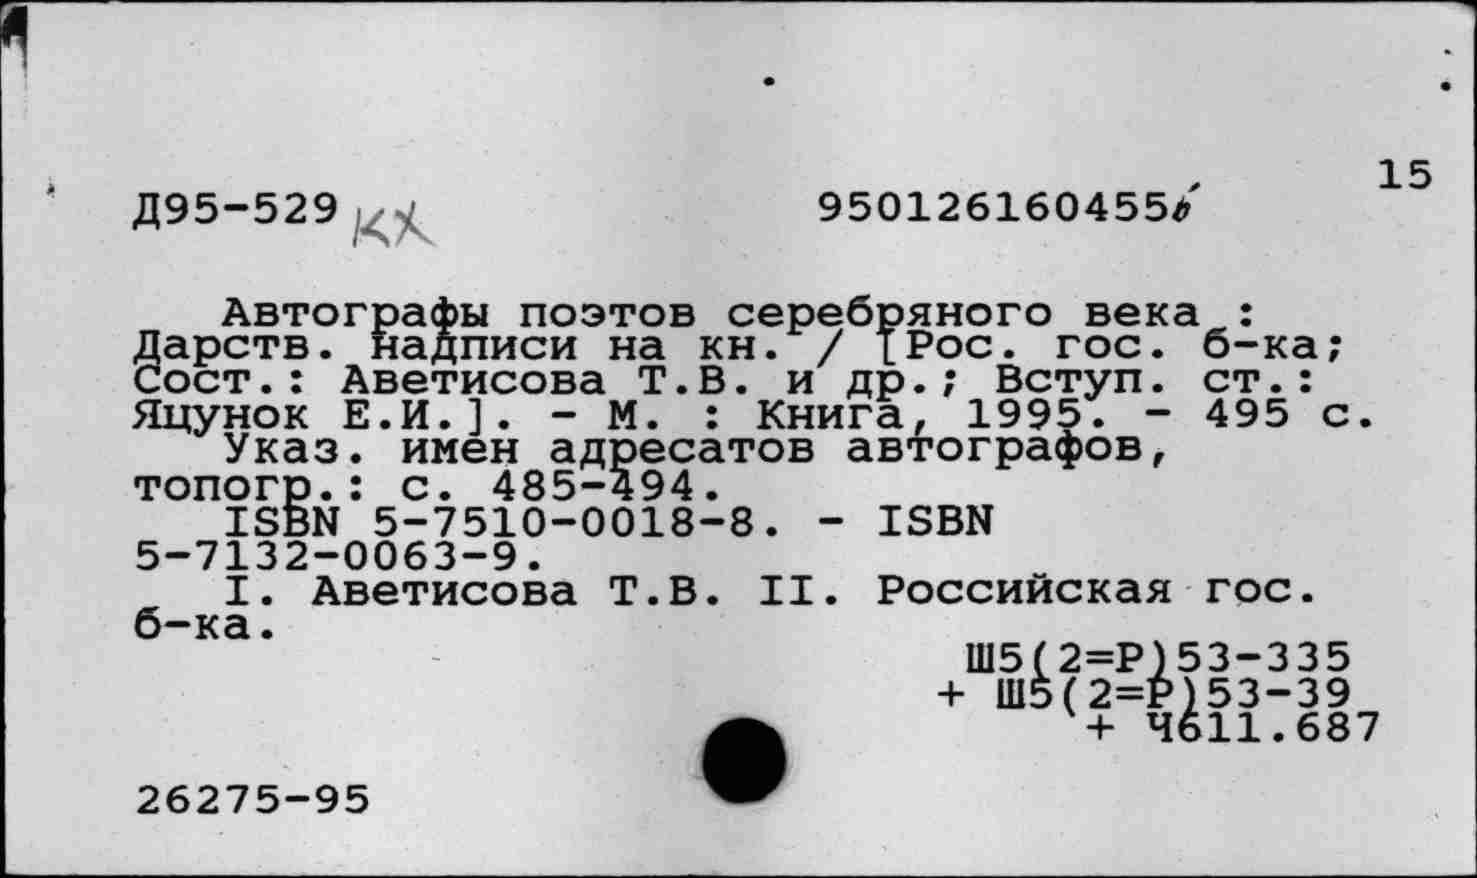 15
Д95-529 КХ 950126160455
Автографы поэтов серебряного века :
Дарств. надписи на кн. / [Рос. гос. б-ка;
Сост.: Аветисова Т.В. и др.; Вступ. ст.:
Яцунок Е.И.]. - М. : Книга, 1995. - 495 с.
Указ. имен адресатов автографов,
топогр.: с. 485-494.
ISBN 5-7510-0018-8. - ISBN
5-7132-0063-9.
I. Аветисова Т.В. II. Российская гос.
б-ка.
Ш5(2=Р)53-335
+ Ш5(2=Р)53-39
+ Ч611.687
26275-95